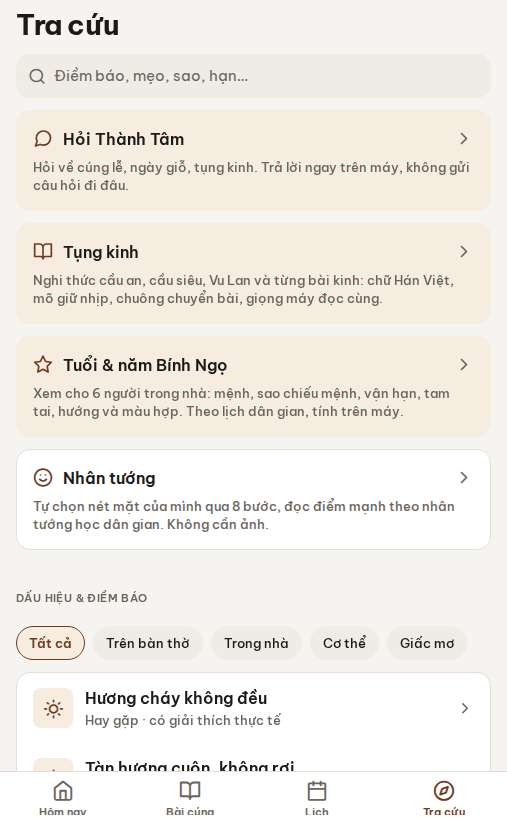 Tra cứu
Điềm báo, mẹo, sao, hạn...
Hỏi Thành Tâm
Hỏi về cúng lễ, ngày giỗ, tụng kinh. Trả lời ngay trên máy, không gửi
câu hỏi đi đâu.
Tụng kinh
Nghi thức cầu an, cầu siêu, Vu Lan và từng bài kinh: chữ Hán Việt,
mõ giữ nhịp, chuông chuyển bài, giọng máy đọc cùng.
Tuổi & năm Bính Ngọ
Xem cho 6 người trong nhà: mệnh, sao chiếu mệnh, vận hạn, tam
tai, hướng và màu hợp. Theo lịch dân gian, tính trên máy.
Nhân tướng
Tự chọn nét mặt của mình qua 8 bước, đọc điểm mạnh theo nhân
tướng học dân gian. Không cần ảnh.
DẤU HIỆU & ĐIỀM BÁO
Tất cả
Trên bàn thờ
Trong nhà
Cơ thể
Giấc mơ
Hương cháy không đều
Hay gặp · có giải thích thực tế
Tàn hương cuộn, không rơi
Hôm nay
Bài cúng
Lịch
Tra cứu